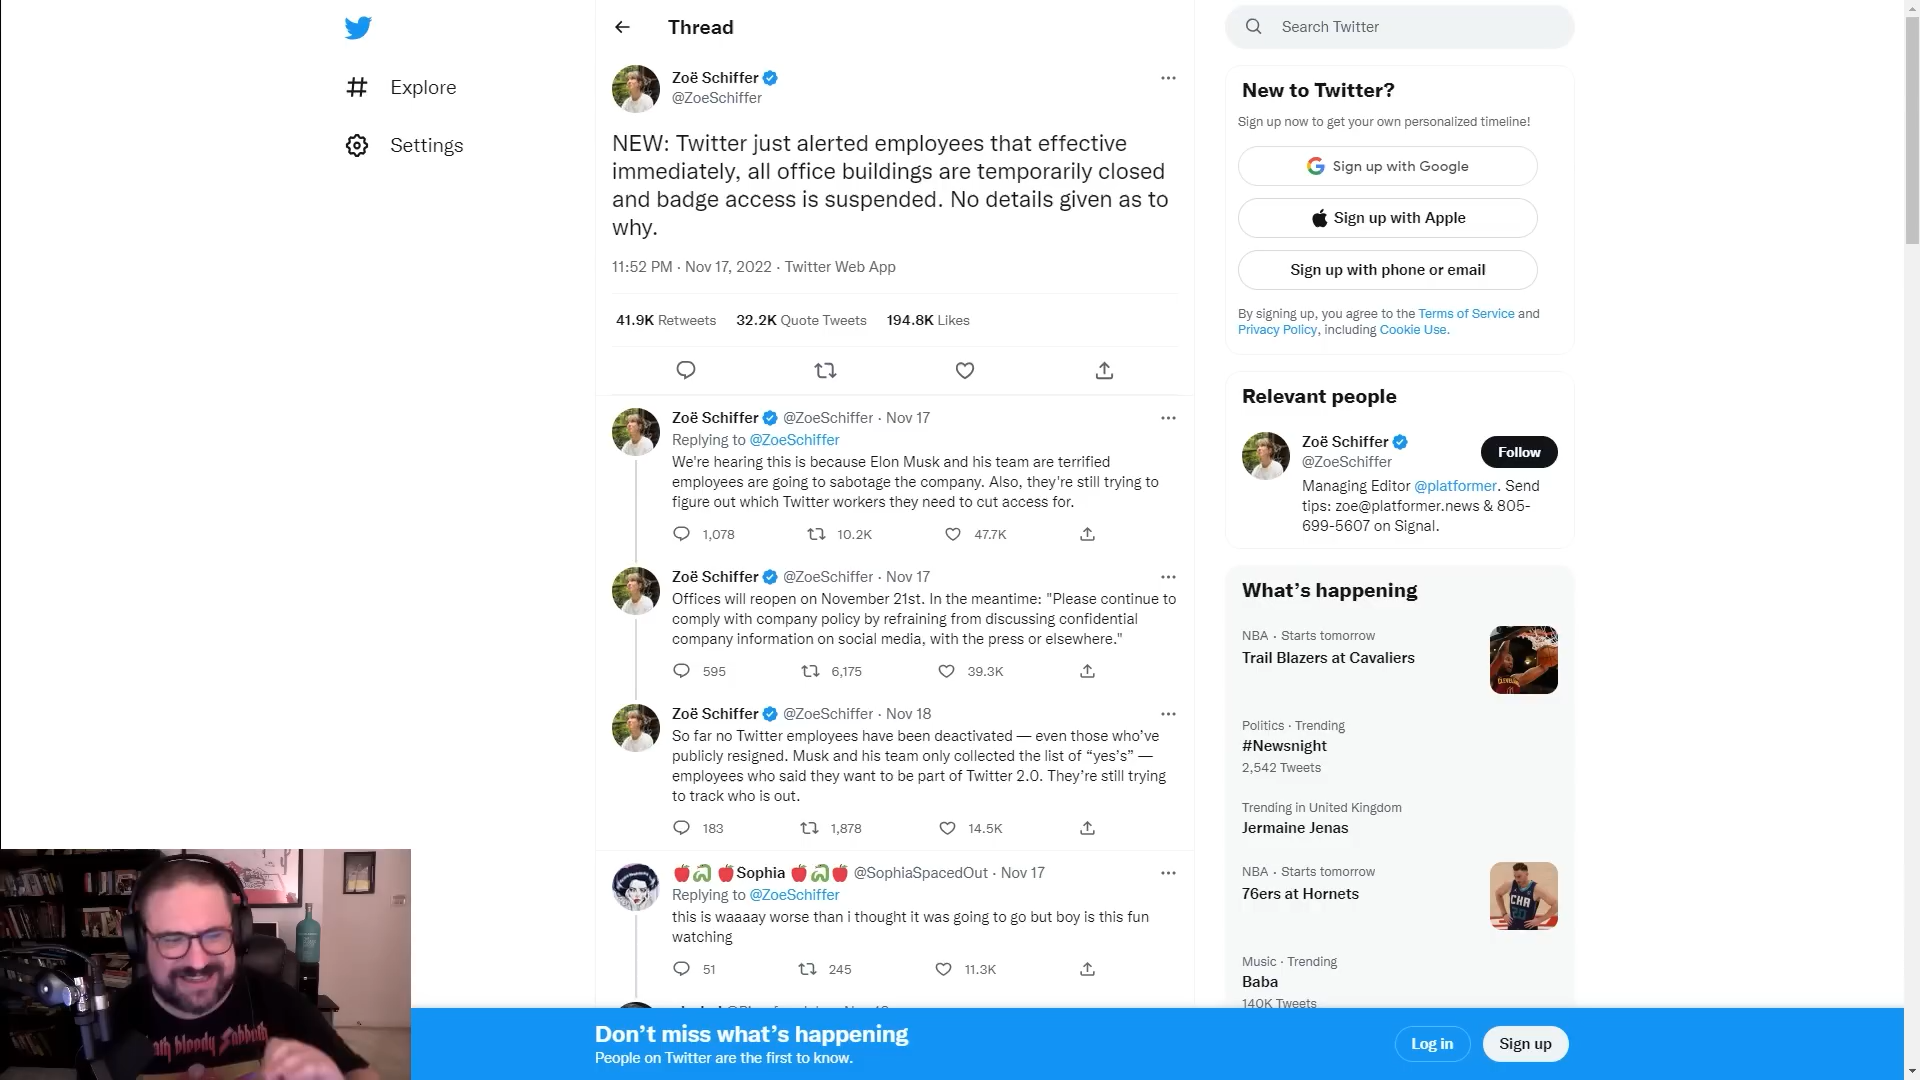 Thread
Explore
Settings
Zoë Schiffer
@ZoeSchiffer
NEW: Twitter just alerted employees that effective
immediately, all office buildings are temporarily closed
and badge access is suspended. No details given as to
why.
11:52 PM · Nov 17, 2022 · Twitter Web App
41.9K Retweets 32.2K Quote Tweets 194.8K Likes
Zoë Schiffer @ZoeSchiffer · Nov 17
Replying to @ZoeSchiffer
We're hearing this is because Elon Musk and his team are terrified
employees are going to sabotage the company. Also, they're still trying to
figure out which Twitter workers they need to cut access for.
1,078 10.2K 47.7K
Zoë Schiffer @ZoeSchiffer · Nov 17
Offices will reopen on November 21st. In the meantime: "Please continue to
comply with company policy by refraining from discussing confidential
company information on social media, with the press or elsewhere."
595 6,175 39.3K
Zoë Schiffer @ZoeSchiffer · Nov 18
So far no Twitter employees have been deactivated — even those who’ve
publicly resigned. Musk and his team only collected the list of “yes’s” —
employees who said they want to be part of Twitter 2.0. They’re still trying
to track who is out.
183 1,878 14.5K
Sophia @SophiaSpacedOut · Nov 17
Replying to @ZoeSchiffer
this is waaaay worse than i thought it was going to go but boy is this fun
watching
51 245 11.3K
Search Twitter
New to Twitter?
Sign up now to get your own personalized timeline!
Sign up with Google
Sign up with Apple
Sign up with phone or email
By signing up, you agree to the Terms of Service and
Privacy Policy, including Cookie Use.
Relevant people
Zoë Schiffer
@ZoeSchiffer
Follow
Managing Editor @platformer. Send
tips: zoe@platformer.news & 805-
699-5607 on Signal.
What’s happening
NBA · Starts tomorrow
Trail Blazers at Cavaliers
Politics · Trending
#Newsnight
2,542 Tweets
Trending in United Kingdom
Jermaine Jenas
NBA · Starts tomorrow
76ers at Hornets
Music · Trending
Baba
140K Tweets
Don’t miss what’s happening
People on Twitter are the first to know.
Log in
Sign up
bloody Sabbath